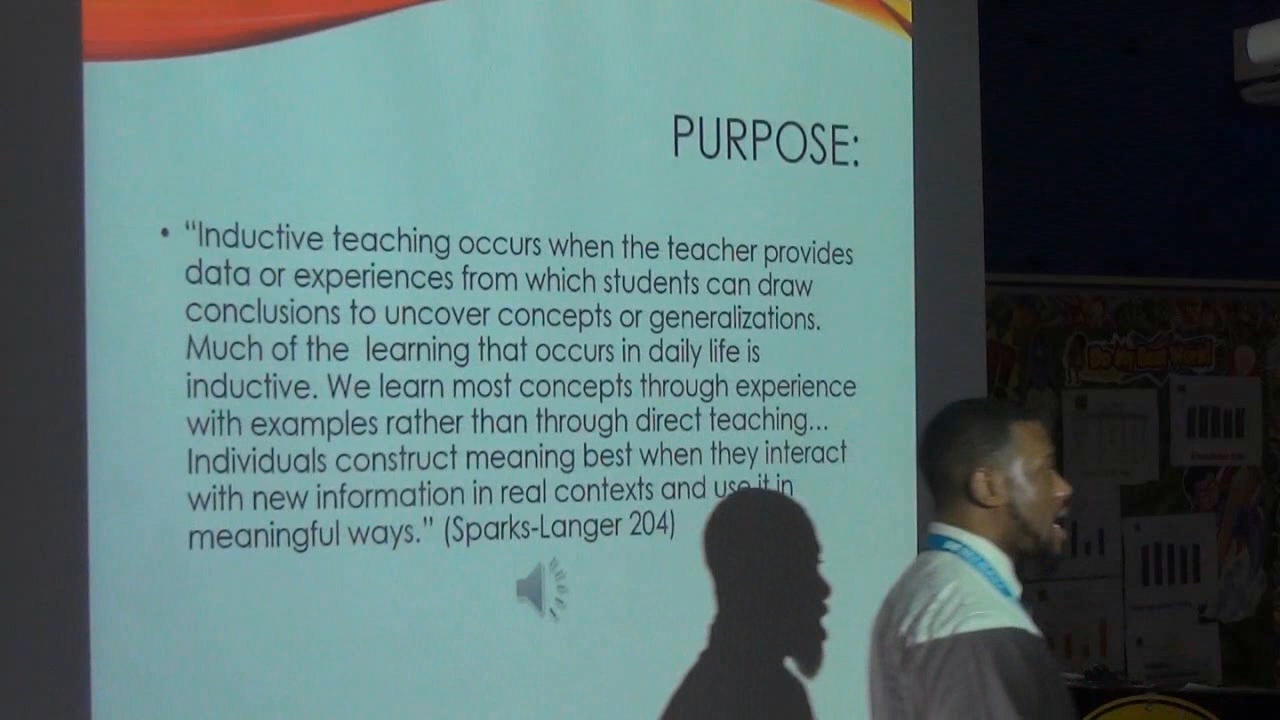 PURPOSE:
• “Inductive teaching occurs when the teacher provides
data or experiences from which students can draw
conclusions to uncover concepts or generalizations.
Much of the learning that occurs in daily life is
inductive. We learn most concepts through experience
with examples rather than through direct teaching...
Individuals construct meaning best when they interact
with new information in real contexts and use it in
meaningful ways.” (Sparks-Langer 204)